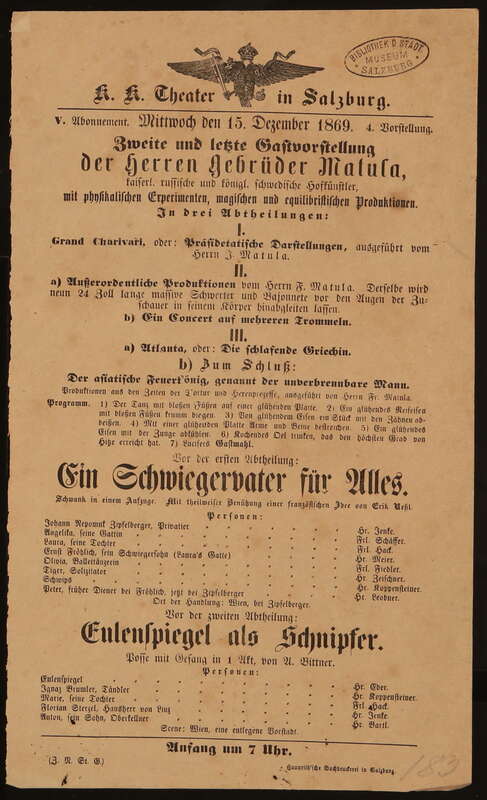 BIBLIOTHEK D. STADT.
MUSEUM
SALZBURG
K. K. Theater in Salzburg.
V. Abonnement. Mittwoch den 15. Dezember 1869. 4. Vorstellung.
Zweite und letzte Gastvorstellung
der Herren Gebrüder Matula,
kaiserl. russische und königl. schwedische Hofkünstler,
mit physikalischen Experimenten, magischen und equilibristischen Produktionen.
In drei Abtheilungen:
I.
Grand Charivari, oder: Präsidetatische Darstellungen, ausgeführt vom
Herrn J. Matula.
II.
a) Außerordentliche Produktionen vom Herrn F. Matula. Derselbe wird
neun 24 Zoll lange massive Schwerter und Bajonnete vor den Augen der Zu-
schauer in seinem Körper hinabgleiten lassen.
b) Ein Concert auf mehreren Trommeln.
III.
a) Atlanta, oder: Die schlafende Griechin.
b) Zum Schluß:
Der asiatische Feuerkönig, genannt der unverbrennbare Mann.
Produktionen aus den Zeiten der Tortur und Hexenprozesse, ausgeführt von Herrn Fr. Matula.
Programm. 1) Der Tanz mit bloßen Füßen auf einer glühenden Platte. 2) Ein glühendes Reifeisen
mit bloßen Füßen krumm biegen. 3) Von glühendem Eisen ein Stück mit den Zähnen ab-
beißen. 4) Mit einer glühenden Platte Arme und Beine bestreichen. 5) Ein glühendes
Eisen mit der Zunge abkühlen. 6) Kochendes Oel trinken, das den höchsten Grad von
Hitze erreicht hat. 7) Lucifers Gastmahl.
Vor der ersten Abtheilung:
Ein Schwiegervater für Alles.
Schwank in einem Aufzuge. Mit theilweiser Benützung einer französischen Idee von Erik Neßl.
Personen:
Johann Nepomuk Zipfelberger, Privatier . . . Hr. Jenke.
Angelika, seine Gattin . . . Frl. Schäffer.
Laura, seine Tochter . . . Frl. Hack.
Ernst Fröhlich, sein Schwiegersohn (Laura's Gatte) . . . Hr. Meier.
Olivia, Balletänzerin . . . Frl. Fiedler.
Tiger, Solizitator . . . Hr. Zeischner.
Schwips . . . Hr. Koppensteiner.
Peter, früher Diener bei Fröhlich, jetzt bei Zipfelberger . . . Hr. Leobner.
Ort der Handlung: Wien, bei Zipfelberger.
Vor der zweiten Abtheilung:
Eulenspiegel als Schnipfer.
Posse mit Gesang in 1 Akt, von A. Bittner.
Personen:
Eulenspiegel . . . Hr. Eder.
Ignaz Brumler, Tändler . . . Hr. Koppensteiner.
Marie, seine Tochter . . . Frl. Hack.
Florian Sterzel, Hausherr von Linz . . . Hr. Jenke.
Anton, sein Sohn, Oberkellner . . . Hr. Bartl.
Scene: Wien, eine entlegene Vorstadt.
Anfang um 7 Uhr.
(Z. N. St. G.)
Buchdruckerei in Salzburg.
183